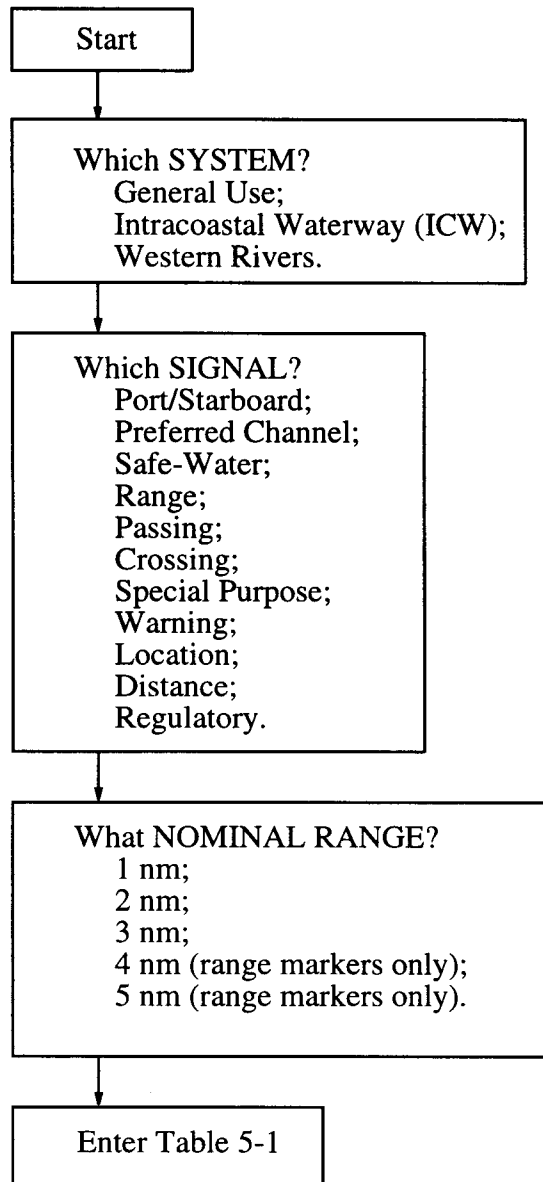 Start
Which SYSTEM?
General Use;
Intracoastal Waterway (ICW);
Western Rivers.
Which SIGNAL?
Port/Starboard;
Preferred Channel;
Safe-Water;
Range;
Passing;
Crossing;
Special Purpose;
Warning;
Location;
Distance;
Regulatory.
What NOMINAL RANGE?
1 nm;
2 nm;
3 nm;
4 nm (range markers only);
5 nm (range markers only).
Enter Table 5-1